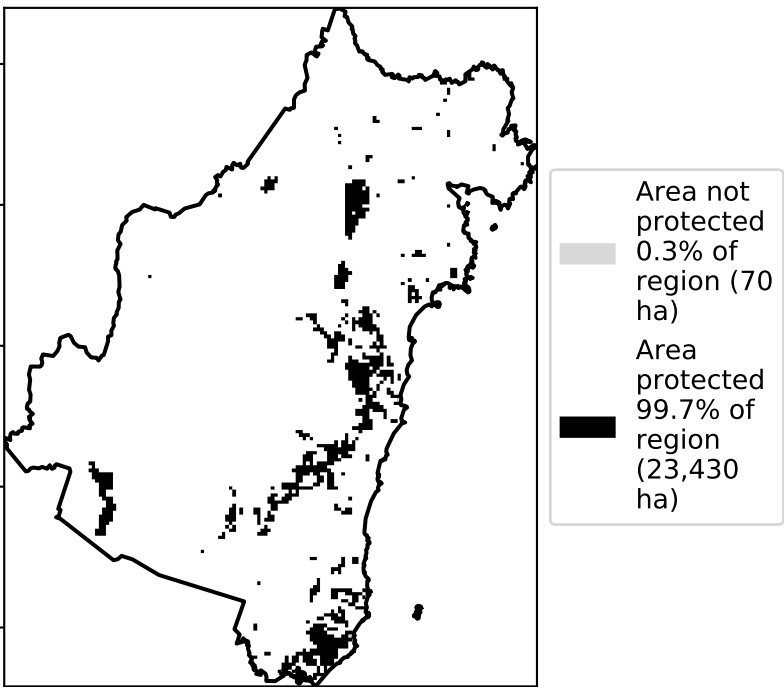 Area not
protected
0.3% of
region (70
ha)
Area
protected
99.7% of
region
(23,430
ha)